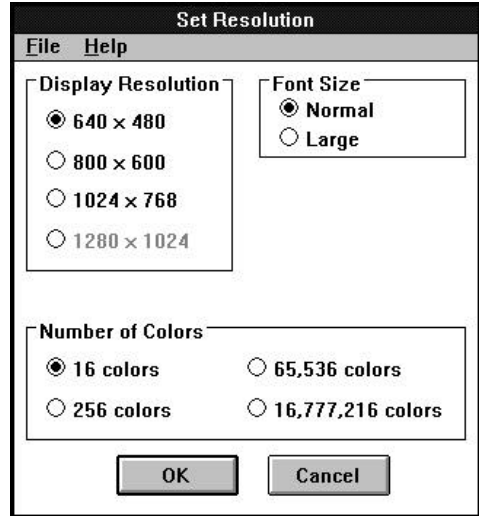 Set Resolution
File Help
Display Resolution
640 × 480
800 × 600
1024 × 768
1280 × 1024
Font Size
Normal
Large
Number of Colors
16 colors
65,536 colors
256 colors
16,777,216 colors
OK
Cancel